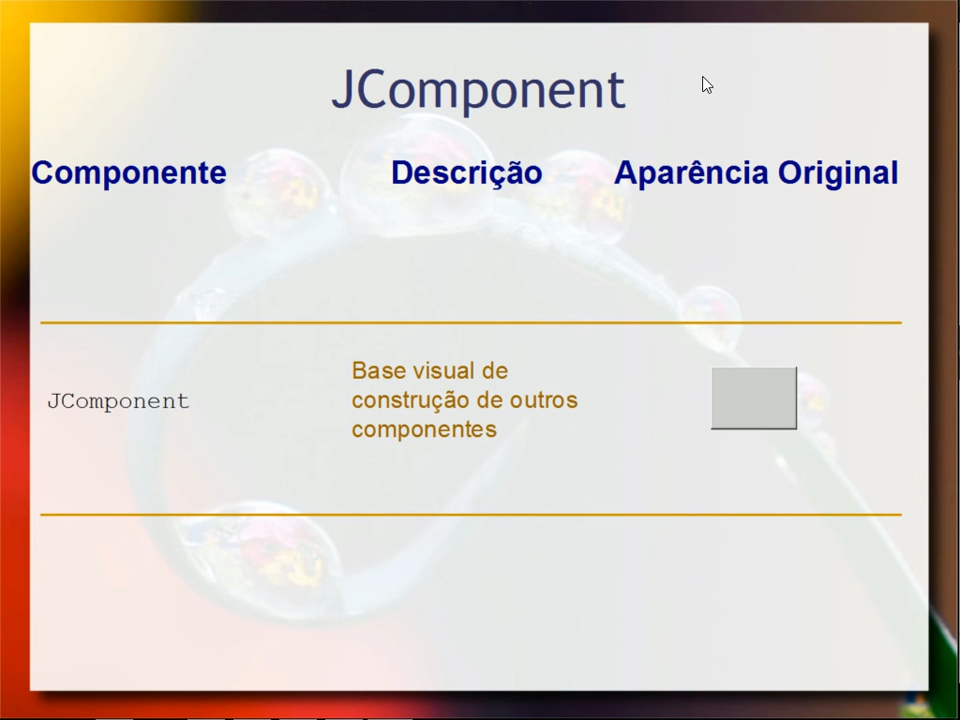 JComponent
Componente Descrição Aparência Original
JComponent
Base visual de
construção de outros
componentes